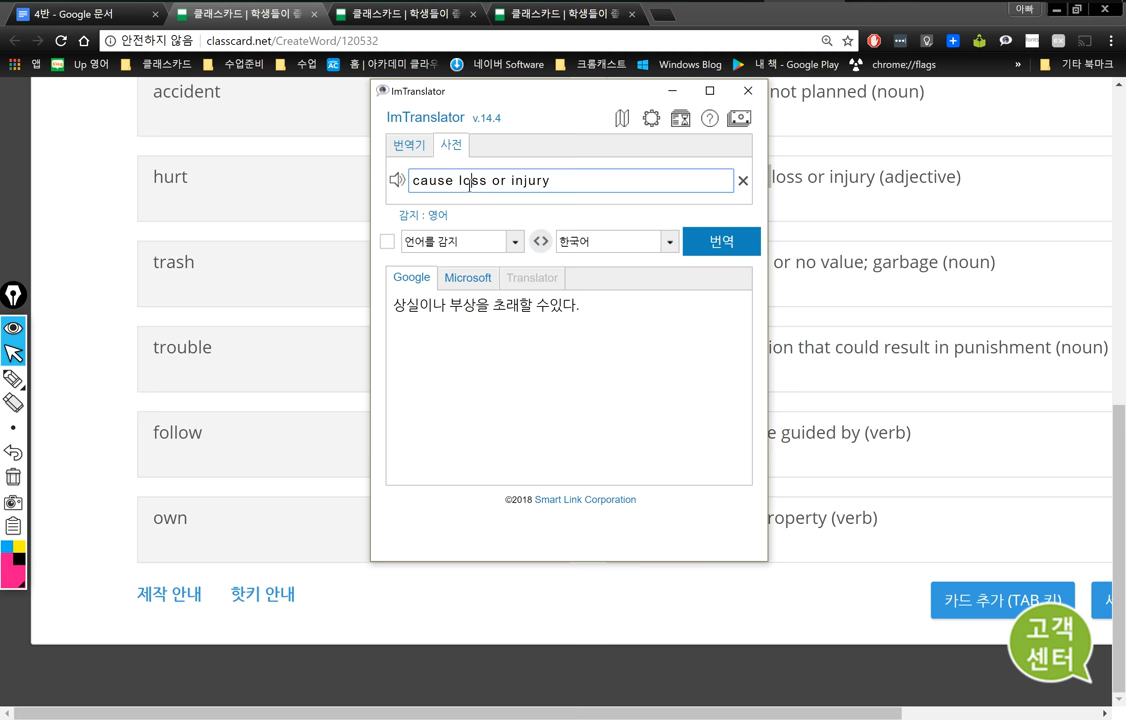 4반 - Google 문서
클래스카드 | 학생들이 즐
클래스카드 | 학생들이 즐
클래스카드 | 학생들이 즐
아빠
안전하지 않음
classcard.net/CreateWord/120532
앱
Up 영어
클래스카드
수업준비
수업
홈 | 아카데미 클라우
네이버 Software
크롬캐스트
Windows Blog
내 책 - Google Play
chrome://flags
»
기타 북마크
accident
not planned (noun)
hurt
loss or injury (adjective)
trash
or no value; garbage (noun)
trouble
ion that could result in punishment (noun)
follow
e guided by (verb)
own
roperty (verb)
ImTranslator
ImTranslator v.14.4
번역기
사전
cause loss or injury
감지 : 영어
언어를 감지
한국어
번역
Google
Microsoft
Translator
상실이나 부상을 초래할 수있다.
©2018 Smart Link Corporation
제작 안내
핫키 안내
카드 추가 (TAB 키)
고객
센터